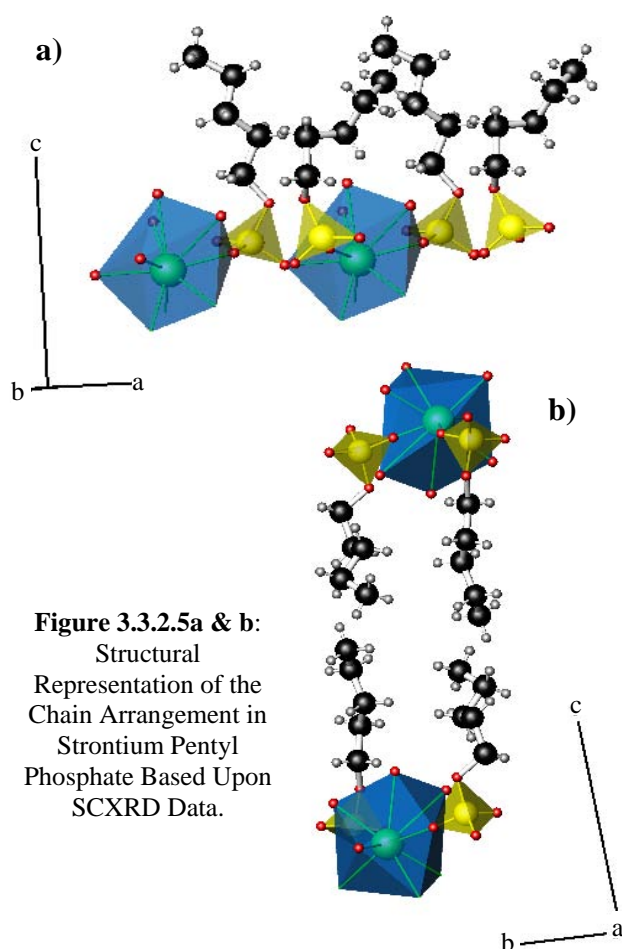 a)
c
b
a
b)
Figure 3.3.2.5a & b:
Structural
Representation of the
Chain Arrangement in
Strontium Pentyl
Phosphate Based Upon
SCXRD Data.
c
b
a